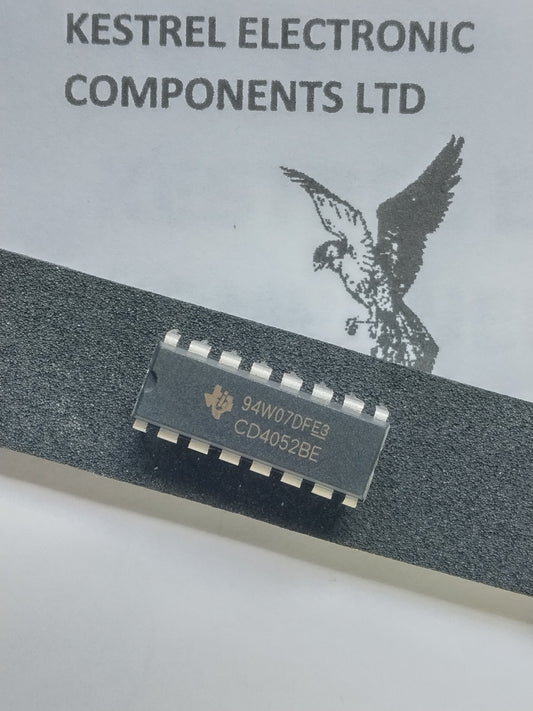 KESTREL ELECTRONIC
COMPONENTS LTD
94W07DFE3
CD4052BE